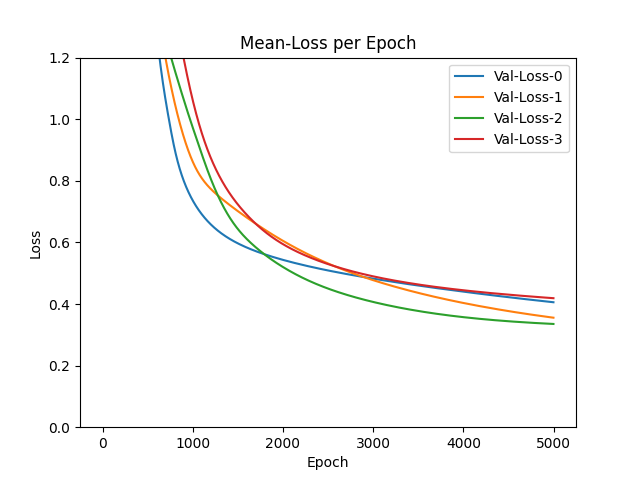 Mean-Loss per Epoch
1.2
1.0
0.8
0.6
0.4
0.2
0.0
Loss
Val-Loss-0
Val-Loss-1
Val-Loss-2
Val-Loss-3
0 1000 2000 3000 4000 5000
Epoch